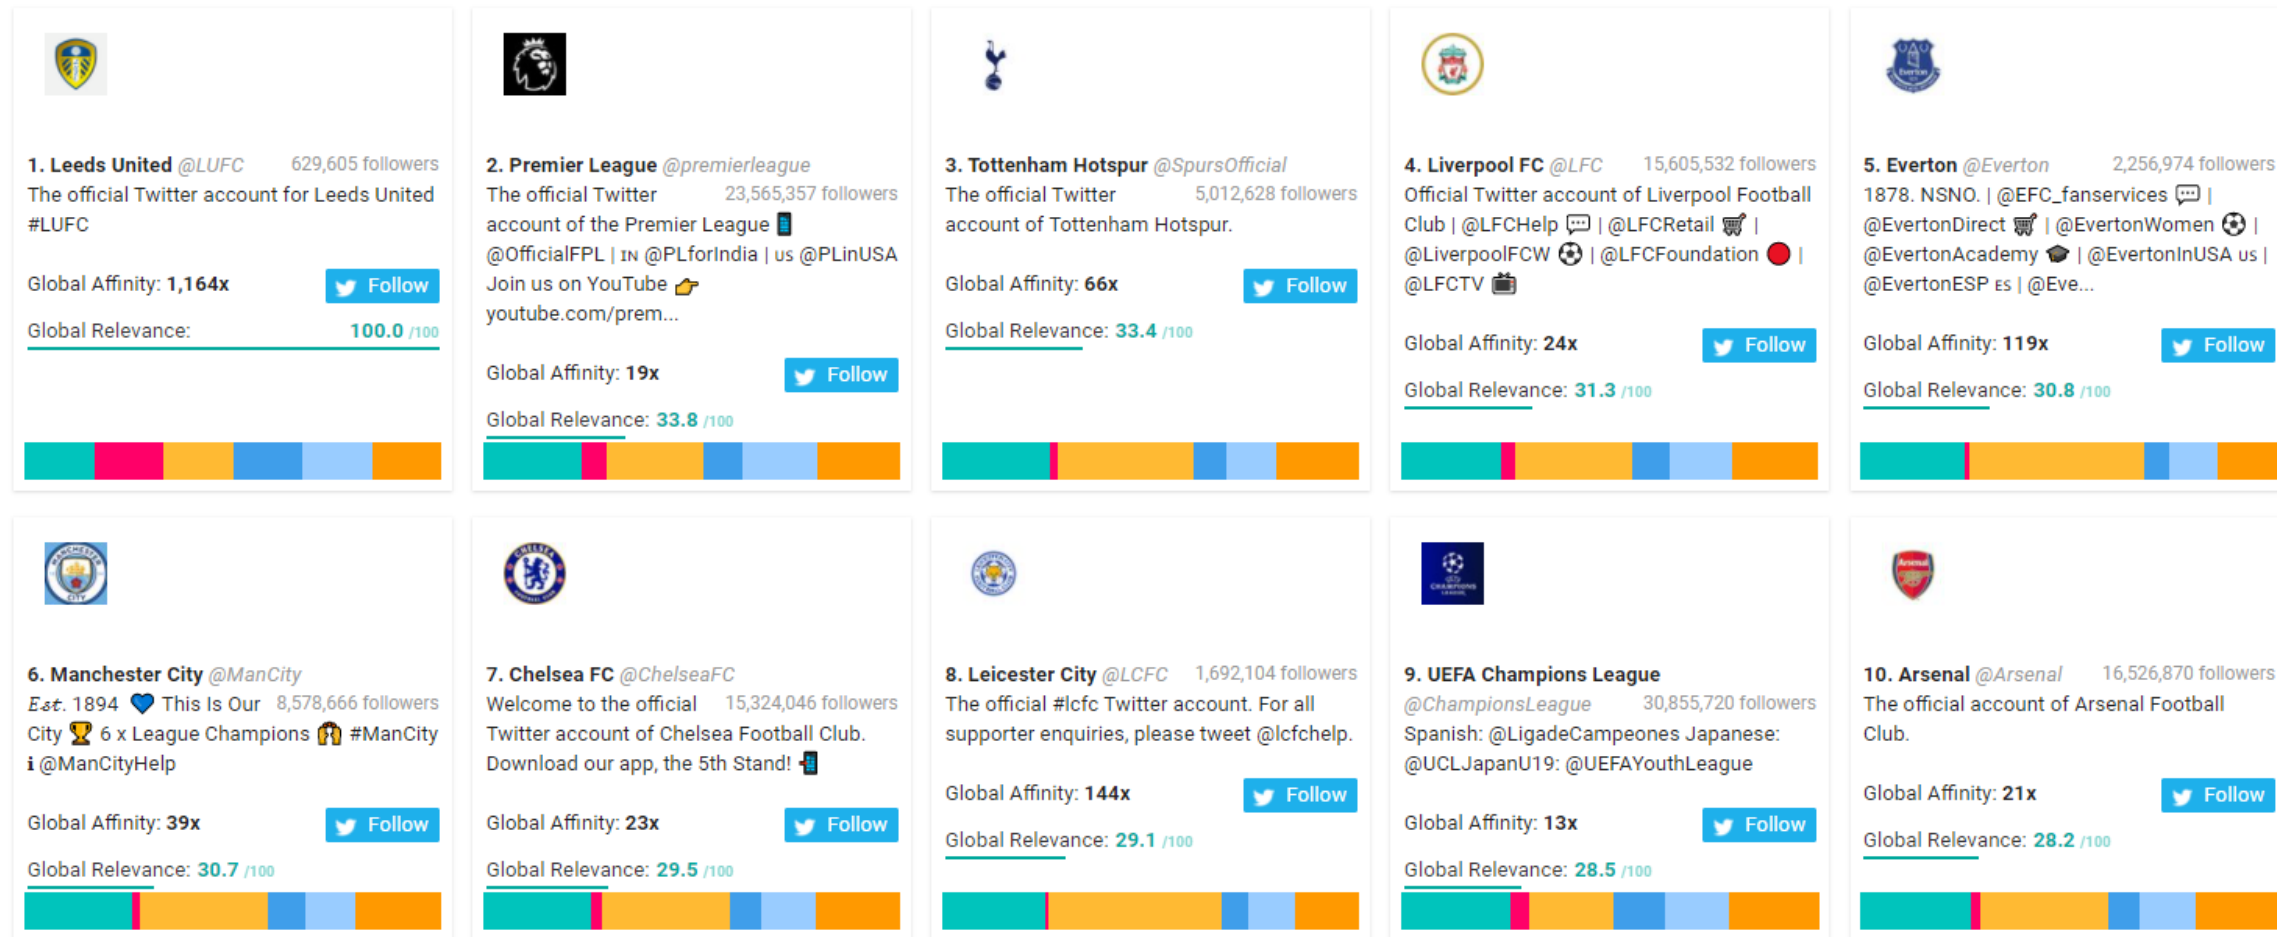 1. Leeds United @LUFC 629,605 followers
The official Twitter account for Leeds United
#LUFC
Global Affinity: 1,164x Follow
Global Relevance: 100.0 /100
2. Premier League @premierleague
The official Twitter 23,565,357 followers
account of the Premier League 📱
@OfficialFPL | ɪɴ @PLforIndia | ᴜs @PLinUSA
Join us on YouTube 👉
youtube.com/prem...
Global Affinity: 19x Follow
Global Relevance: 33.8 /100
3. Tottenham Hotspur @SpursOfficial
The official Twitter 5,012,628 followers
account of Tottenham Hotspur.
Global Affinity: 66x Follow
Global Relevance: 33.4 /100
4. Liverpool FC @LFC 15,605,532 followers
Official Twitter account of Liverpool Football
Club | @LFCHelp 💬 | @LFCRetail 🛒 |
@LiverpoolFCW ⚽ | @LFCFoundation 🔴 |
@LFCTV 📺
Global Affinity: 24x Follow
Global Relevance: 31.3 /100
5. Everton @Everton 2,256,974 followers
1878. NSNO. | @EFC_fanservices 💬 |
@EvertonDirect 🛒 | @EvertonWomen ⚽ |
@EvertonAcademy 🎓 | @EvertonInUSA ᴜs |
@EvertonESP ᴇs | @Eve...
Global Affinity: 119x Follow
Global Relevance: 30.8 /100
MANCHESTER
CITY
6. Manchester City @ManCity
Est. 1894 💙 This Is Our 8,578,666 followers
City 🏆 6 x League Champions 🙌 #ManCity
ℹ @ManCityHelp
Global Affinity: 39x Follow
Global Relevance: 30.7 /100
CHELSEA
FOOTBALL CLUB
7. Chelsea FC @ChelseaFC
Welcome to the official 15,324,046 followers
Twitter account of Chelsea Football Club.
Download our app, the 5th Stand! 📲
Global Affinity: 23x Follow
Global Relevance: 29.5 /100
8. Leicester City @LCFC 1,692,104 followers
The official #lcfc Twitter account. For all
supporter enquiries, please tweet @lcfchelp.
Global Affinity: 144x Follow
Global Relevance: 29.1 /100
CHAMPIONS
LEAGUE
9. UEFA Champions League
@ChampionsLeague 30,855,720 followers
Spanish: @LigadeCampeones Japanese:
@UCLJapanU19: @UEFAYouthLeague
Global Affinity: 13x Follow
Global Relevance: 28.5 /100
Arsenal
10. Arsenal @Arsenal 16,526,870 followers
The official account of Arsenal Football
Club.
Global Affinity: 21x Follow
Global Relevance: 28.2 /100